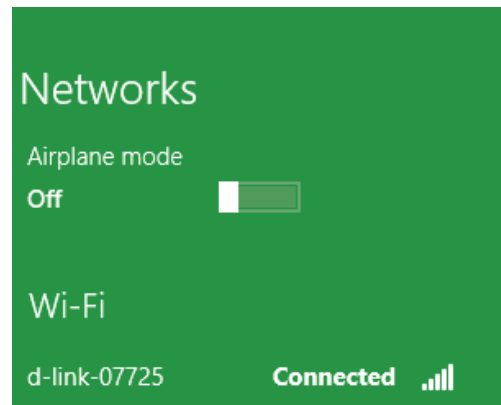 Networks
Airplane mode
Off
Wi-Fi
d-link-07725 Connected